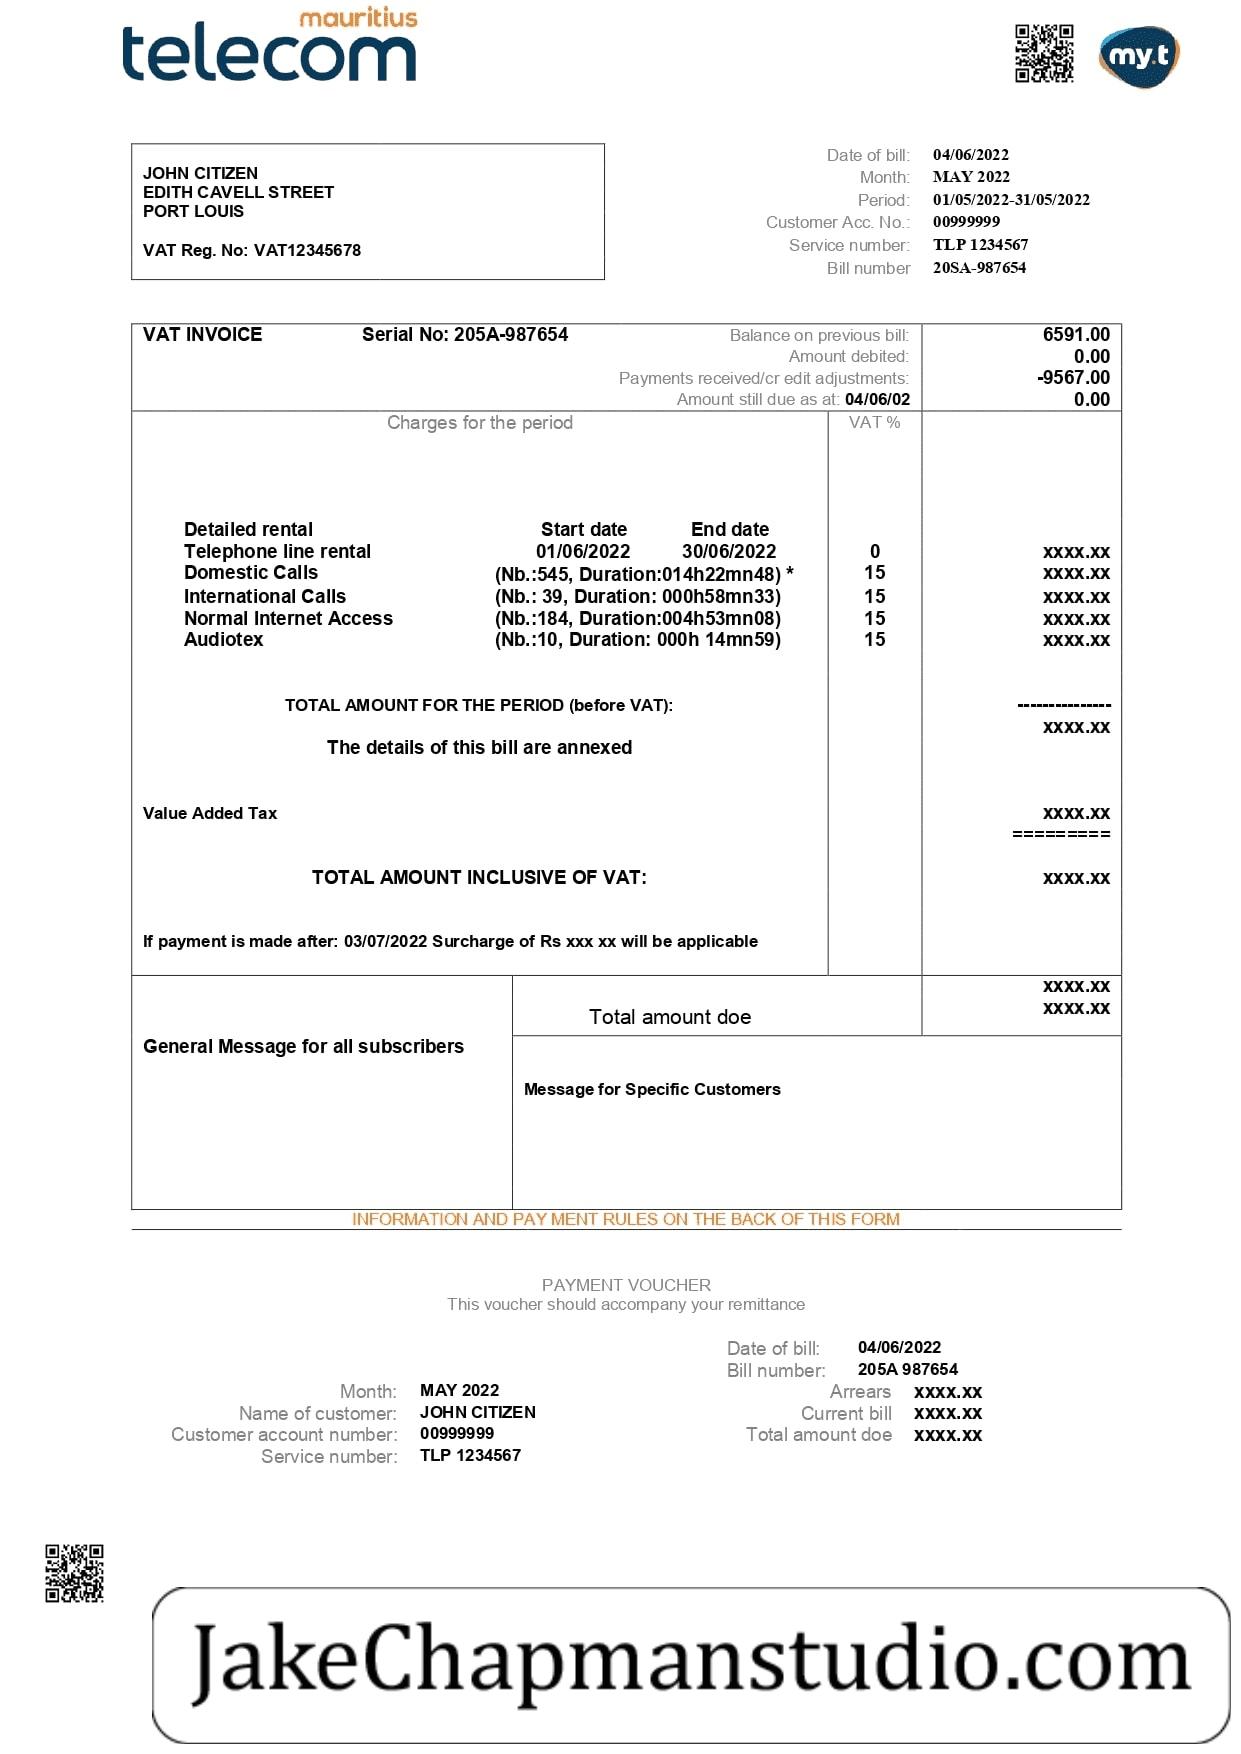 mauritius
telecom
my.t
JOHN CITIZEN
EDITH CAVELL STREET
PORT LOUIS
VAT Reg. No: VAT12345678
Date of bill: 04/06/2022
Month: MAY 2022
Period: 01/05/2022-31/05/2022
Customer Acc. No.: 00999999
Service number: TLP 1234567
Bill number 20SA-987654
VAT INVOICE Serial No: 205A-987654 Balance on previous bill: 6591.00
Amount debited: 0.00
Payments received/cr edit adjustments: -9567.00
Amount still due as at: 04/06/02 0.00
Charges for the period VAT %
Detailed rental Start date End date
Telephone line rental 01/06/2022 30/06/2022 0 xxxx.xx
Domestic Calls (Nb.:545, Duration:014h22mn48) * 15 xxxx.xx
International Calls (Nb.: 39, Duration: 000h58mn33) 15 xxxx.xx
Normal Internet Access (Nb.:184, Duration:004h53mn08) 15 xxxx.xx
Audiotex (Nb.:10, Duration: 000h 14mn59) 15 xxxx.xx
TOTAL AMOUNT FOR THE PERIOD (before VAT): ---------------
xxxx.xx
The details of this bill are annexed
Value Added Tax xxxx.xx
=========
TOTAL AMOUNT INCLUSIVE OF VAT: xxxx.xx
If payment is made after: 03/07/2022 Surcharge of Rs xxx xx will be applicable
xxxx.xx
Total amount doe xxxx.xx
General Message for all subscribers
Message for Specific Customers
INFORMATION AND PAY MENT RULES ON THE BACK OF THIS FORM
PAYMENT VOUCHER
This voucher should accompany your remittance
Date of bill: 04/06/2022
Bill number: 205A 987654
Month: MAY 2022 Arrears xxxx.xx
Name of customer: JOHN CITIZEN Current bill xxxx.xx
Customer account number: 00999999 Total amount doe xxxx.xx
Service number: TLP 1234567
JakeChapmanstudio.com